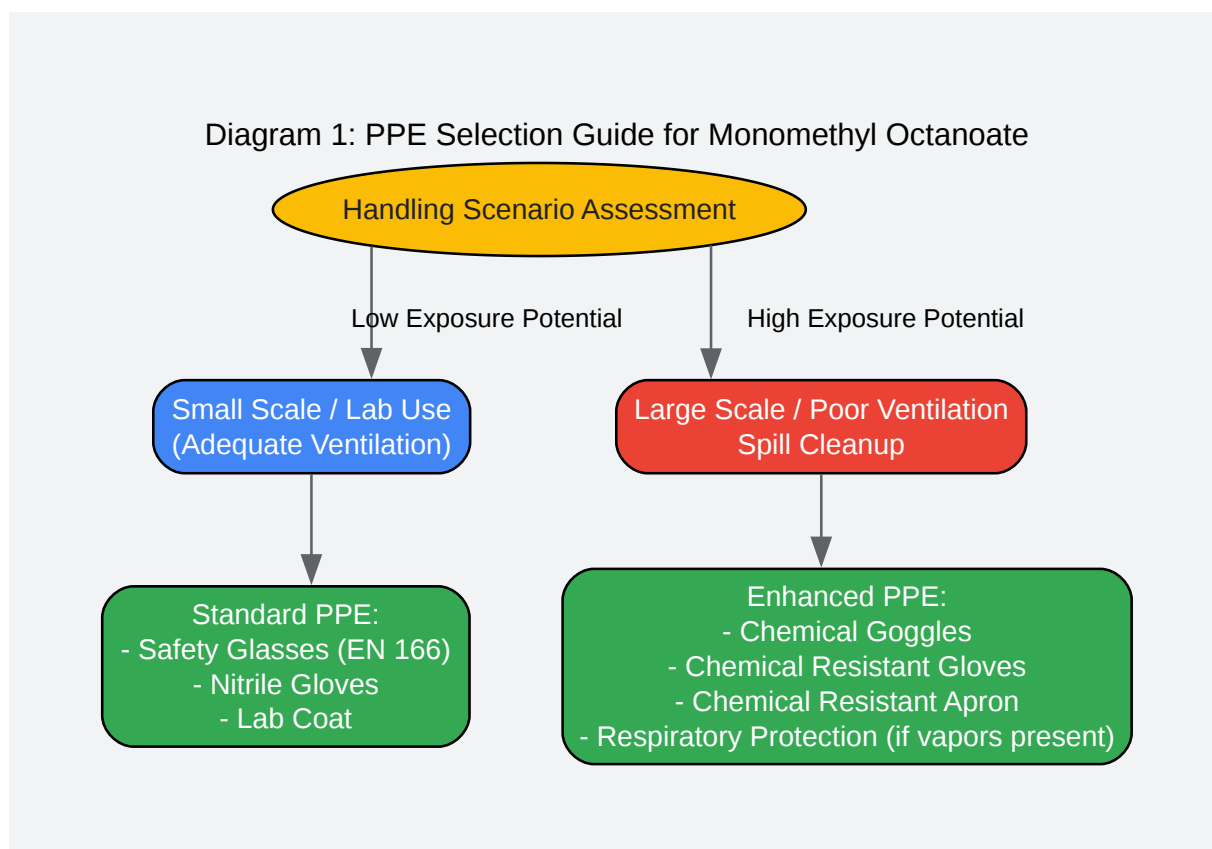 Diagram 1: PPE Selection Guide for Monomethyl Octanoate
Handling Scenario Assessment
Low Exposure Potential
High Exposure Potential
Small Scale / Lab Use
(Adequate Ventilation)
Large Scale / Poor Ventilation
Spill Cleanup
Standard PPE:
- Safety Glasses (EN 166)
- Nitrile Gloves
- Lab Coat
Enhanced PPE:
- Chemical Goggles
- Chemical Resistant Gloves
- Chemical Resistant Apron
- Respiratory Protection (if vapors present)